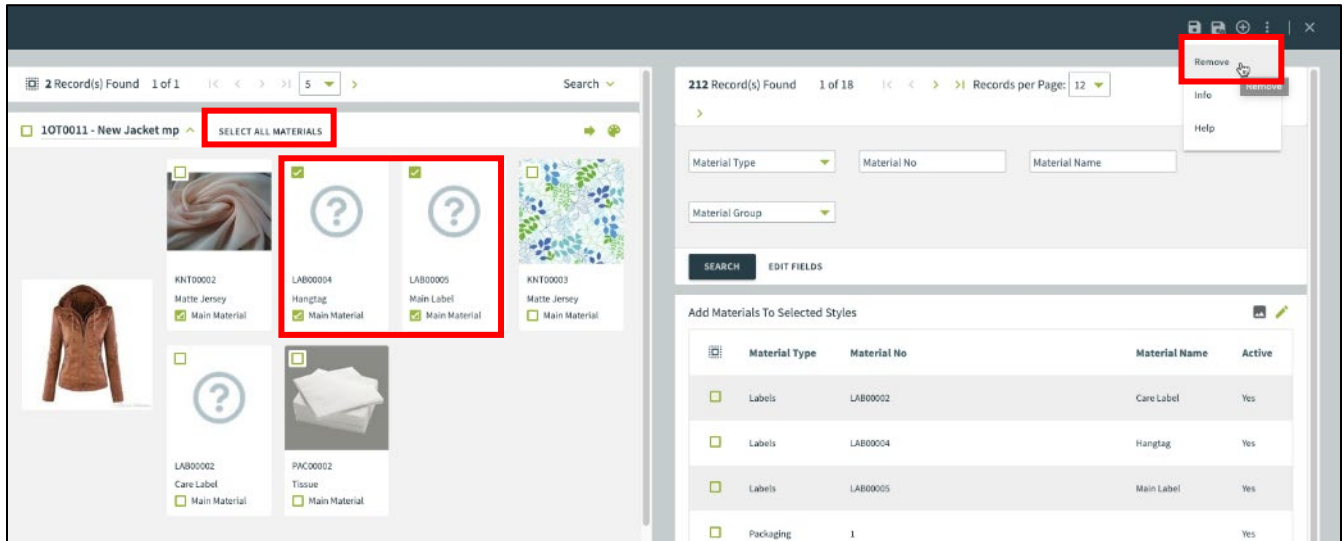 Remove
Remove
Info
Help
2 Record(s) Found 1 of 1 5 Search
1OT0011 - New Jacket mp SELECT ALL MATERIALS
KNT00002
Matte Jersey
Main Material
LAB00004
Hangtag
Main Material
LAB00005
Main Label
Main Material
KNT00003
Matte Jersey
Main Material
LAB00002
Care Label
Main Material
PAC00002
Tissue
Main Material
212 Record(s) Found 1 of 18 Records per Page: 12
Material Type Material No Material Name
Material Group
SEARCH EDIT FIELDS
Add Materials To Selected Styles
Material Type Material No Material Name Active
Labels LAB00002 Care Label Yes
Labels LAB00004 Hangtag Yes
Labels LAB00005 Main Label Yes
Packaging 1 Yes